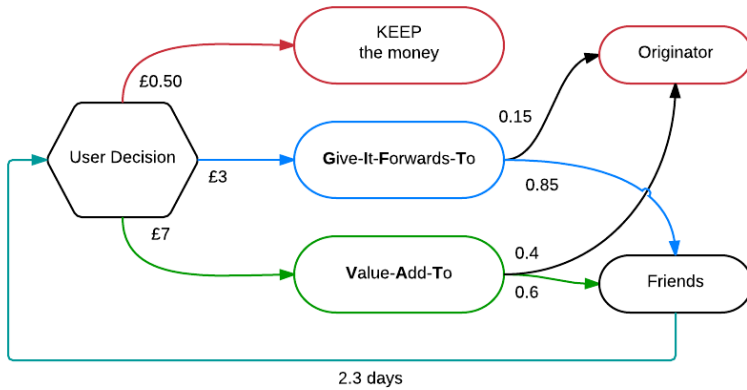 KEEP
the money
Originator
£0.50
0.15
User Decision
Give-It-Forwards-To
£3
0.85
£7
0.4
Value-Add-To
Friends
0.6
2.3 days